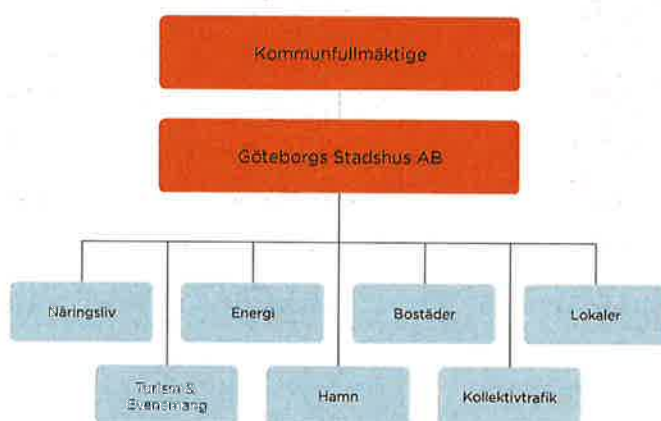 Kommunfullmäktige
Göteborgs Stadshus AB
Näringsliv
Energi
Bostäder
Lokaler
Turism &
Evenemang
Hamn
Kollektivtrafik